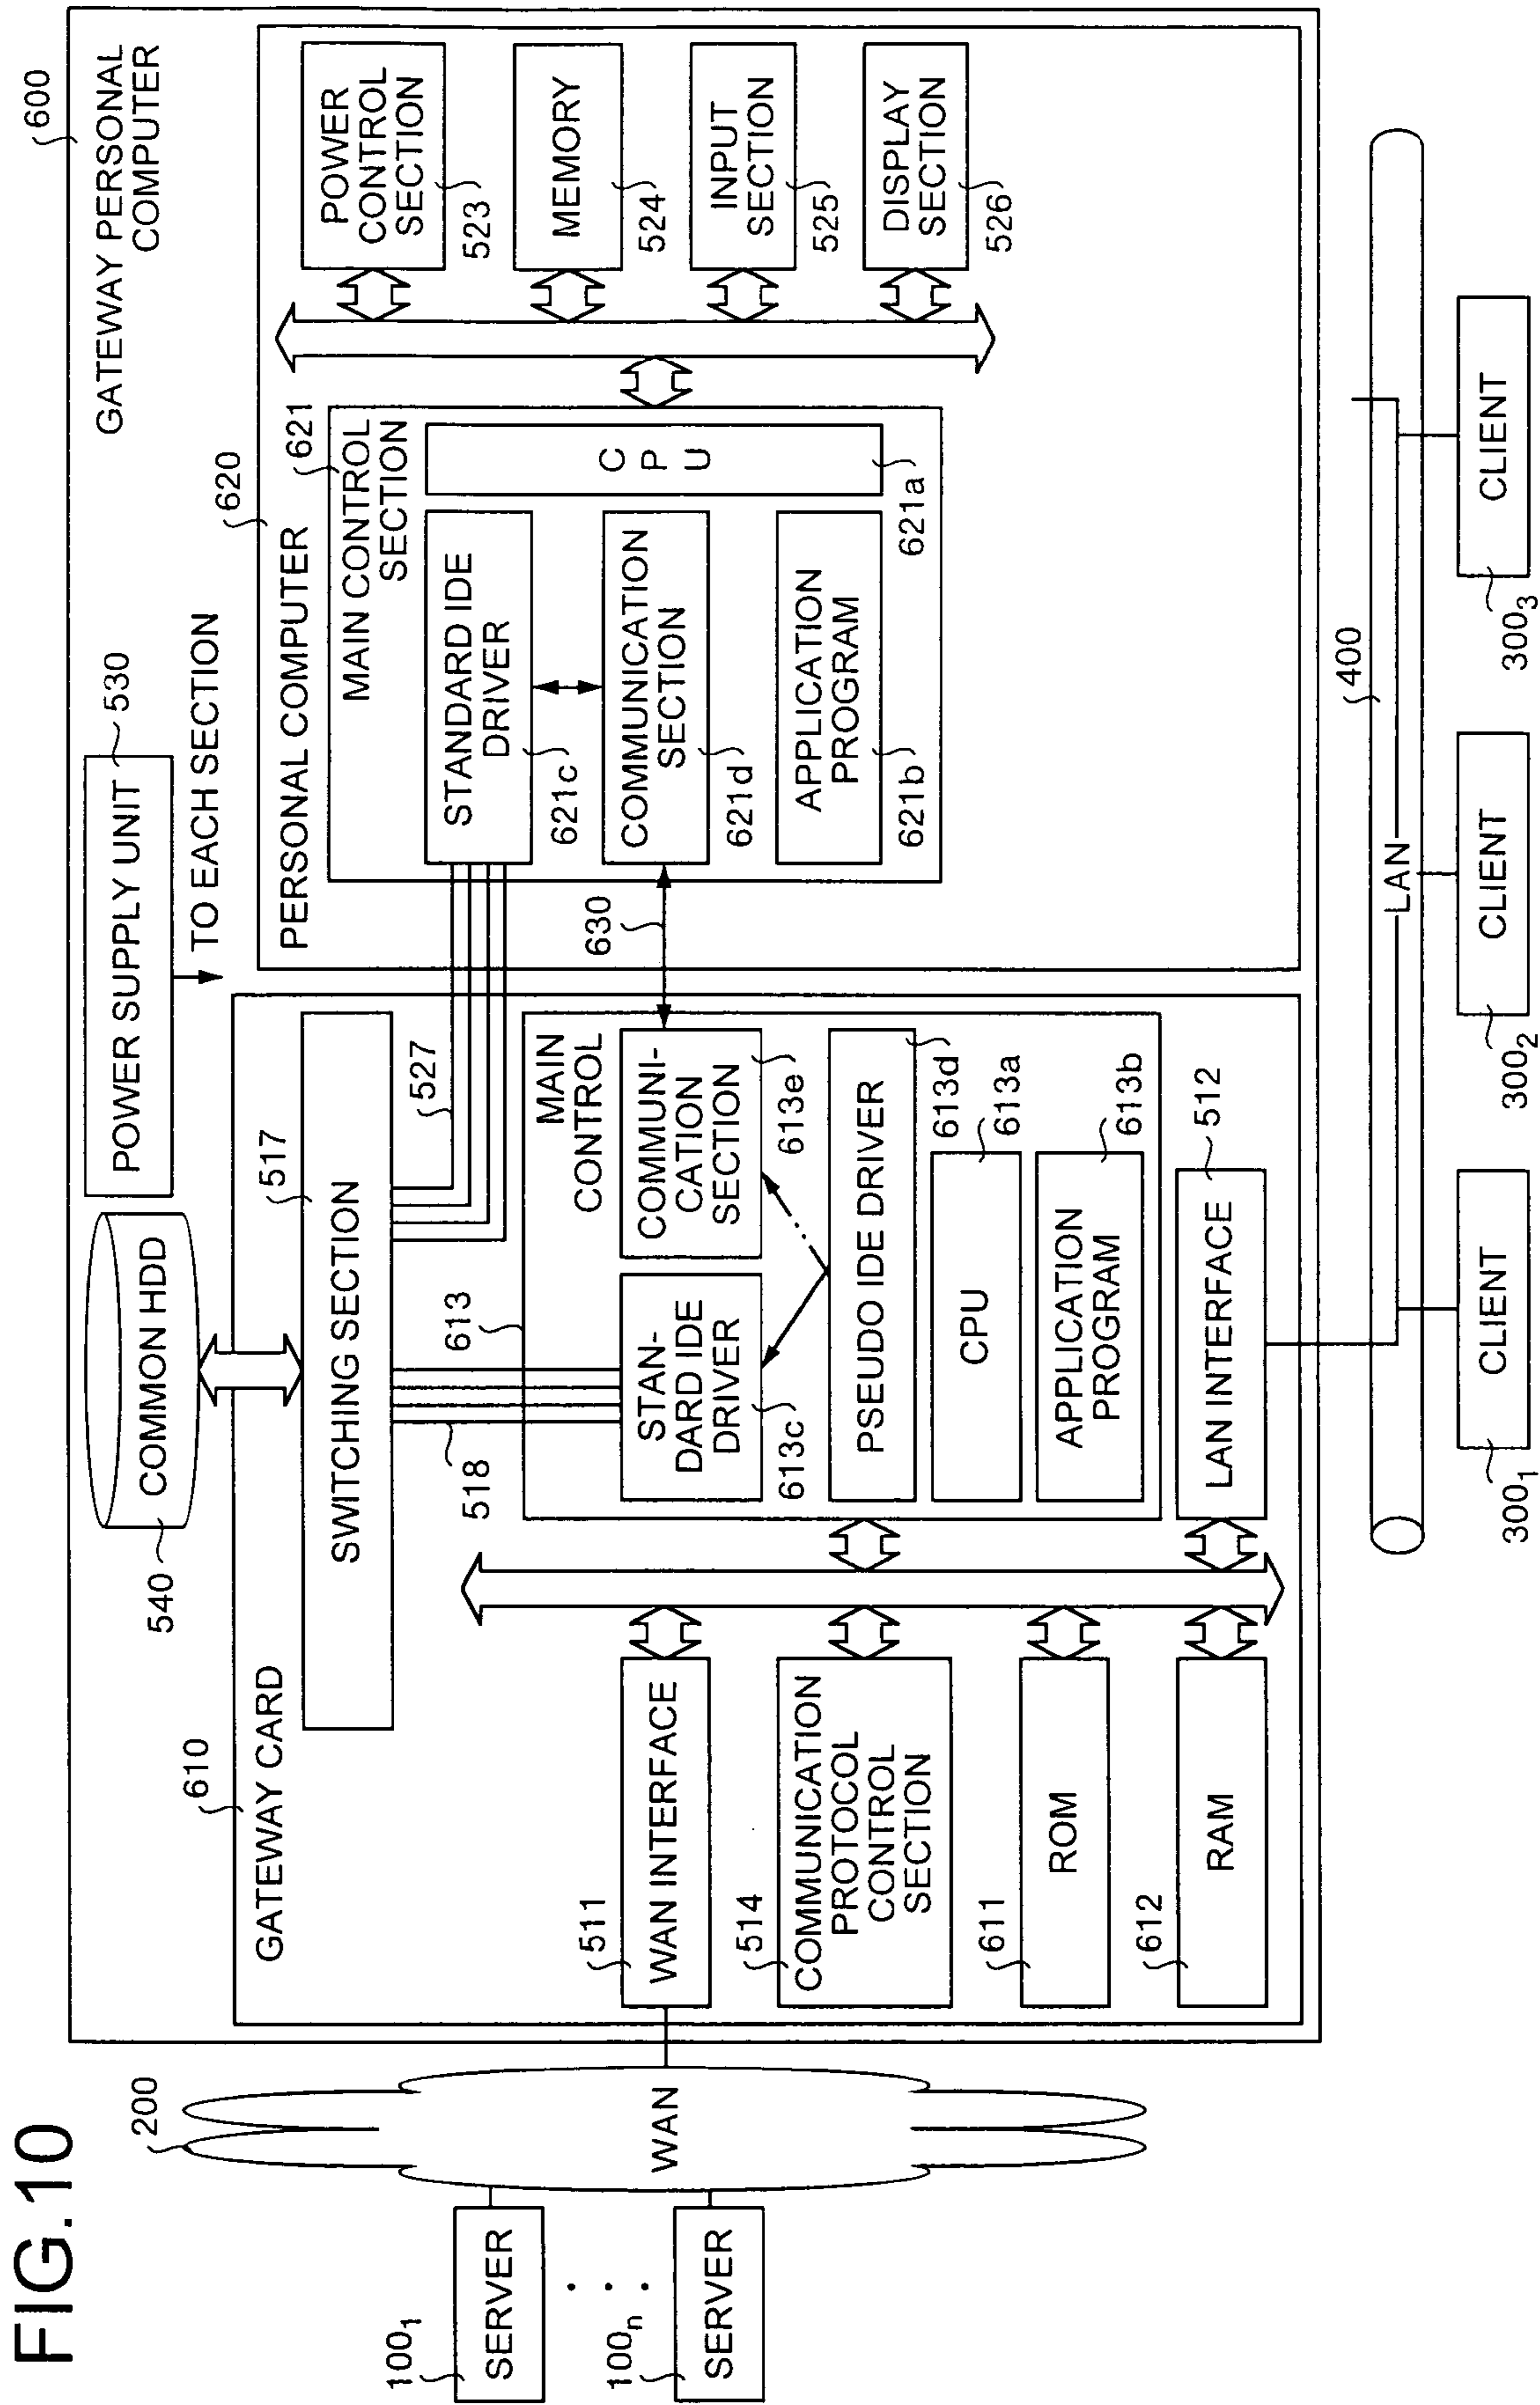 FIG.10
600
GATEWAY PERSONAL
COMPUTER
POWER SUPPLY UNIT
530
TO EACH SECTION
COMMON HDD
540
610
GATEWAY CARD
SWITCHING SECTION
517
527
518
613
MAIN
CONTROL
STAN-
DARD IDE
DRIVER
613c
COMMUNI-
CATION
SECTION
613e
PSEUDO IDE DRIVER
613d
CPU
613a
APPLICATION
PROGRAM
613b
LAN INTERFACE
512
511
WAN INTERFACE
514
COMMUNICATION
PROTOCOL
CONTROL
SECTION
611
ROM
612
RAM
620
PERSONAL COMPUTER
621
MAIN CONTROL
SECTION
STANDARD IDE
DRIVER
621c
COMMUNICATION
SECTION
621d
APPLICATION
PROGRAM
621b
C
P
U
621a
630
POWER
CONTROL
SECTION
523
MEMORY
524
INPUT
SECTION
525
DISPLAY
SECTION
526
200
WAN
100₁
SERVER
100ₙ
SERVER
400
LAN
CLIENT
300₁
CLIENT
300₂
CLIENT
300₃